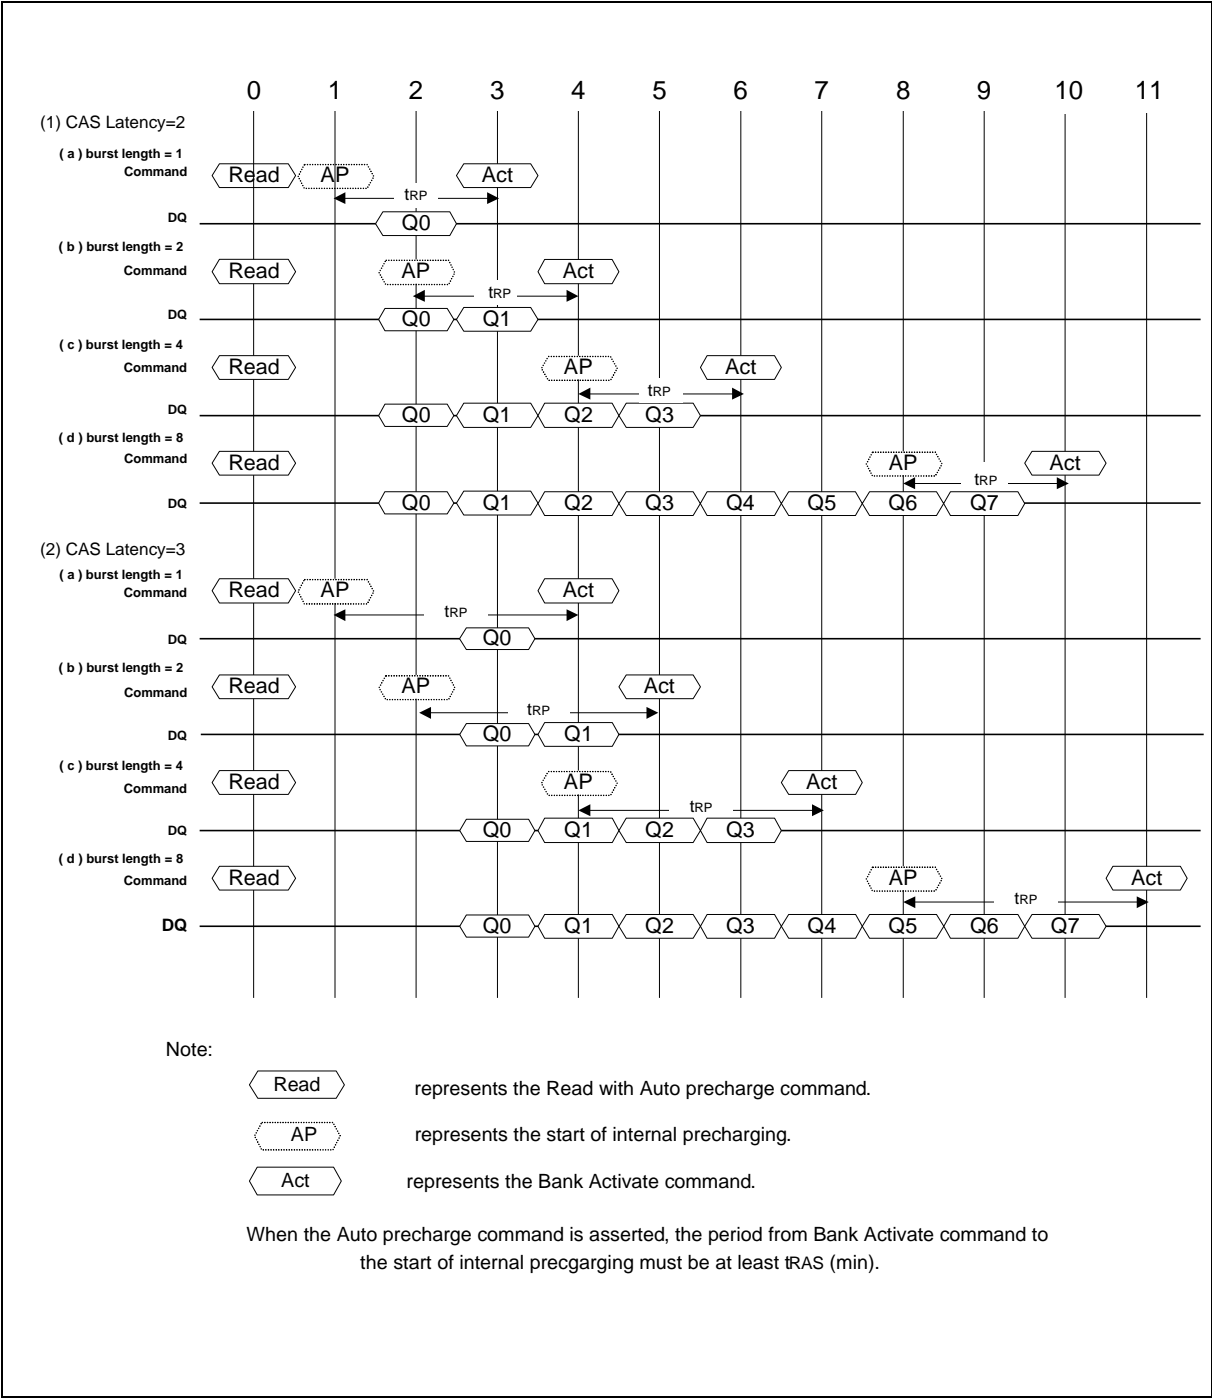 0 1 2 3 4 5 6 7 8 9 10 11
(1) CAS Latency=2
( a ) burst length = 1
Command Read AP Act
tRP
DQ Q0
( b ) burst length = 2
Command Read AP Act
tRP
DQ Q0 Q1
( c ) burst length = 4
Command Read AP Act
tRP
DQ Q0 Q1 Q2 Q3
( d ) burst length = 8
Command Read AP Act
tRP
DQ Q0 Q1 Q2 Q3 Q4 Q5 Q6 Q7
(2) CAS Latency=3
( a ) burst length = 1
Command Read AP Act
tRP
DQ Q0
( b ) burst length = 2
Command Read AP Act
tRP
DQ Q0 Q1
( c ) burst length = 4
Command Read AP Act
tRP
DQ Q0 Q1 Q2 Q3
( d ) burst length = 8
Command Read AP Act
tRP
DQ Q0 Q1 Q2 Q3 Q4 Q5 Q6 Q7
Note:
Read represents the Read with Auto precharge command.
AP represents the start of internal precharging.
Act represents the Bank Activate command.
When the Auto precharge command is asserted, the period from Bank Activate command to
the start of internal precgarging must be at least tRAS (min).